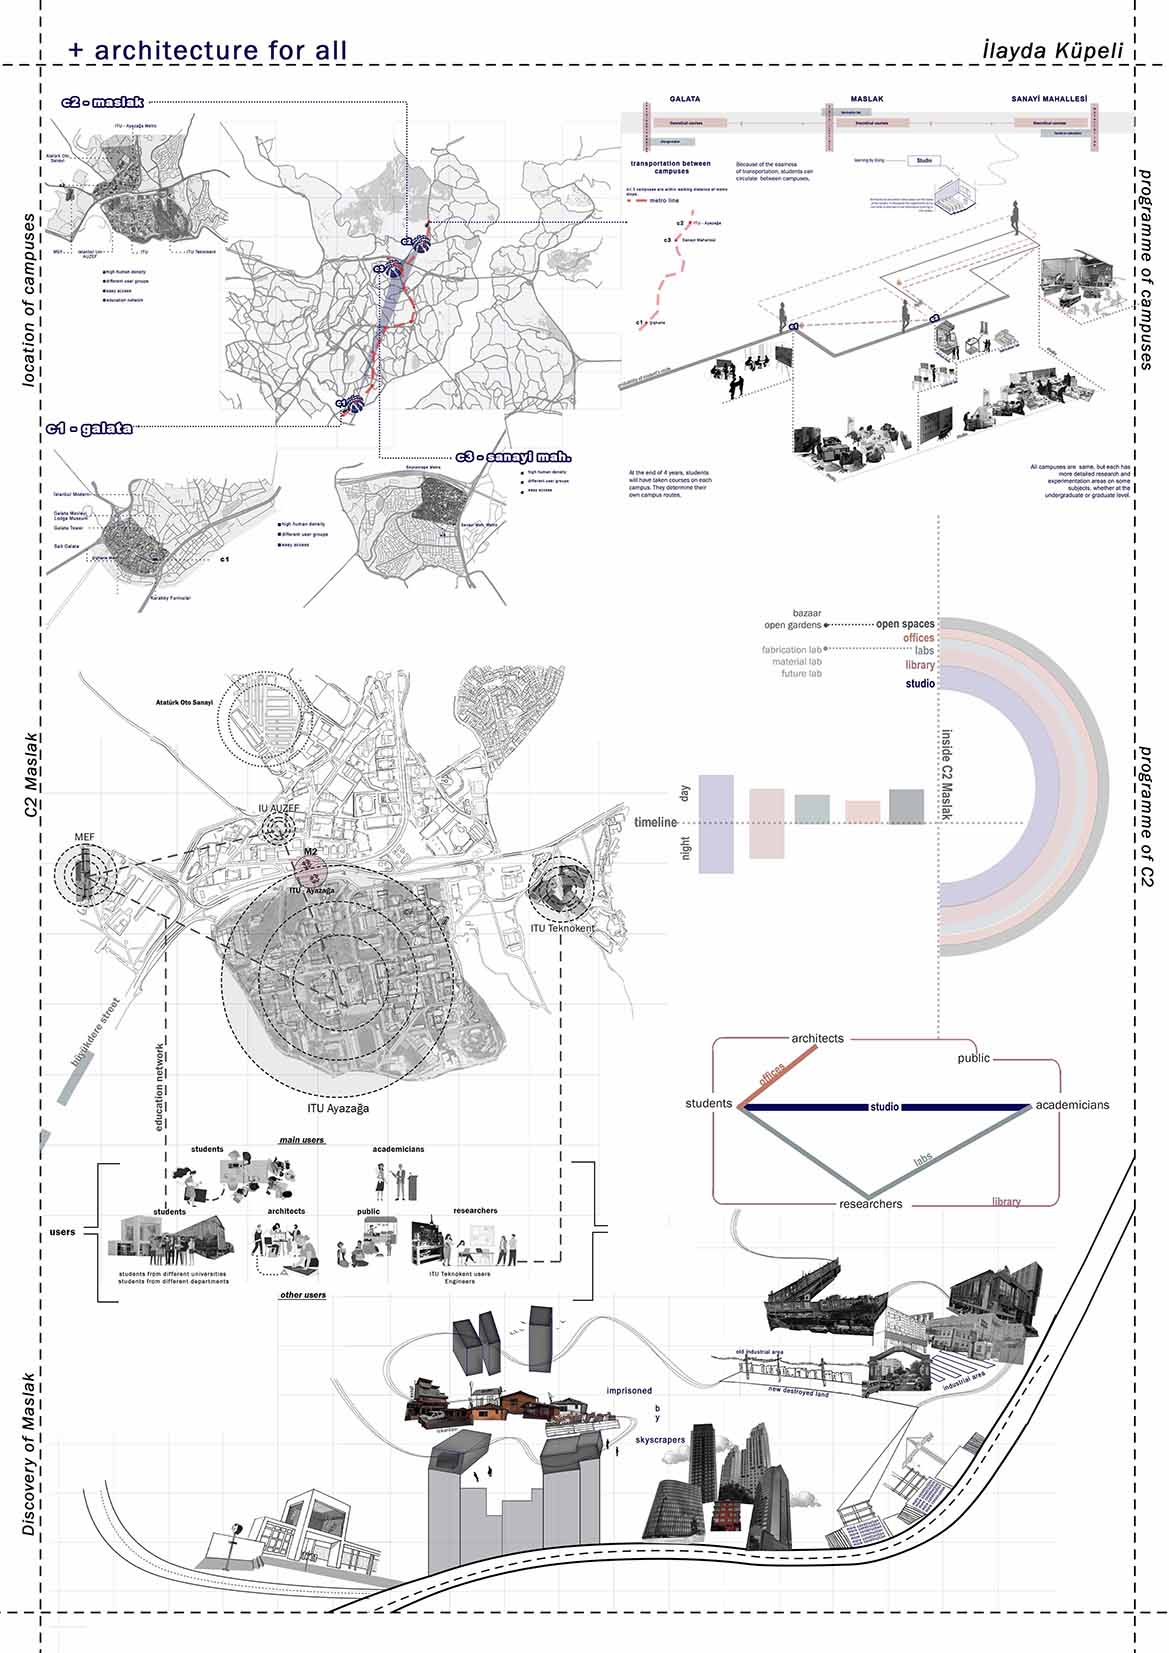 + architecture for all
İlayda Küpeli
location of campuses
c2 - maslak
İTU - Ayazağa Metro
Atatürk Oto
Sanayi
MEF
Istanbul Uni
AUZEF
ITU
ITU Teknokent
high human density
different user groups
easy access
education network
c2
c3
c1
c1 - galata
İstanbul Modern
Galata Mevlevi
Lodge Museum
Galata Tower
Salt Galata
Karaköy Fermeciler
c1
high human density
different user groups
easy access
c3 - sanayi mah.
Seyrantepe Metro
Sanayi Mah. Metro
high human density
different user groups
easy access
programme of campuses
GALATA
MASLAK
SANAYİ MAHALLESİ
theoretical courses
theoretical courses
theoretical courses
transportation between
campuses
Because of the easiness
of transportation, students can
circulate between campuses.
All 3 campuses are within walking distance of metro
stops.
metro line
c2
ITU - Ayazağa
c3
Sanayi Mahallesi
c1
Şişhane
learning by doing
Studio
c3
Studio
At the end of 4 years, students
will have taken courses on each
campus. They determine their
own campus routes.
All campuses are same, but each has
more detailed research and
experimentation areas on some
subjects, whether at the
undergraduate or graduate level.
C2 Maslak
Atatürk Oto Sanayi
IU AUZEF
MEF
M2
ITU - Ayazağa
ITU Teknokent
ITU Ayazağa
büyükdere street
education network
programme of C2
bazaar
open gardens
open spaces
offices
fabrication lab
labs
material lab
library
future lab
studio
inside C2 Maslak
day
timeline
night
architects
public
offices
students
studio
academicians
labs
researchers
library
main users
students
academicians
students
architects
public
researchers
users
students from different universities
students from different departments
ITU Teknokent users
Engineers
other users
Discovery of Maslak
imprisoned
b
y
skyscrapers
old industrial area
new destroyed land
industrial area